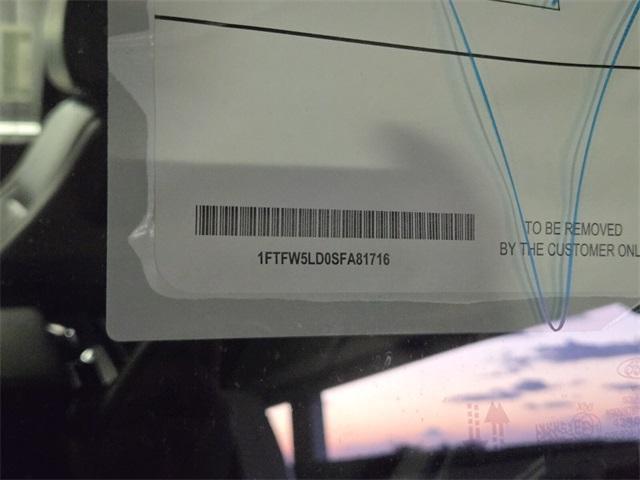 1FTFW5LD0SFA81716
TO BE REMOVED
BY THE CUSTOMER ONL